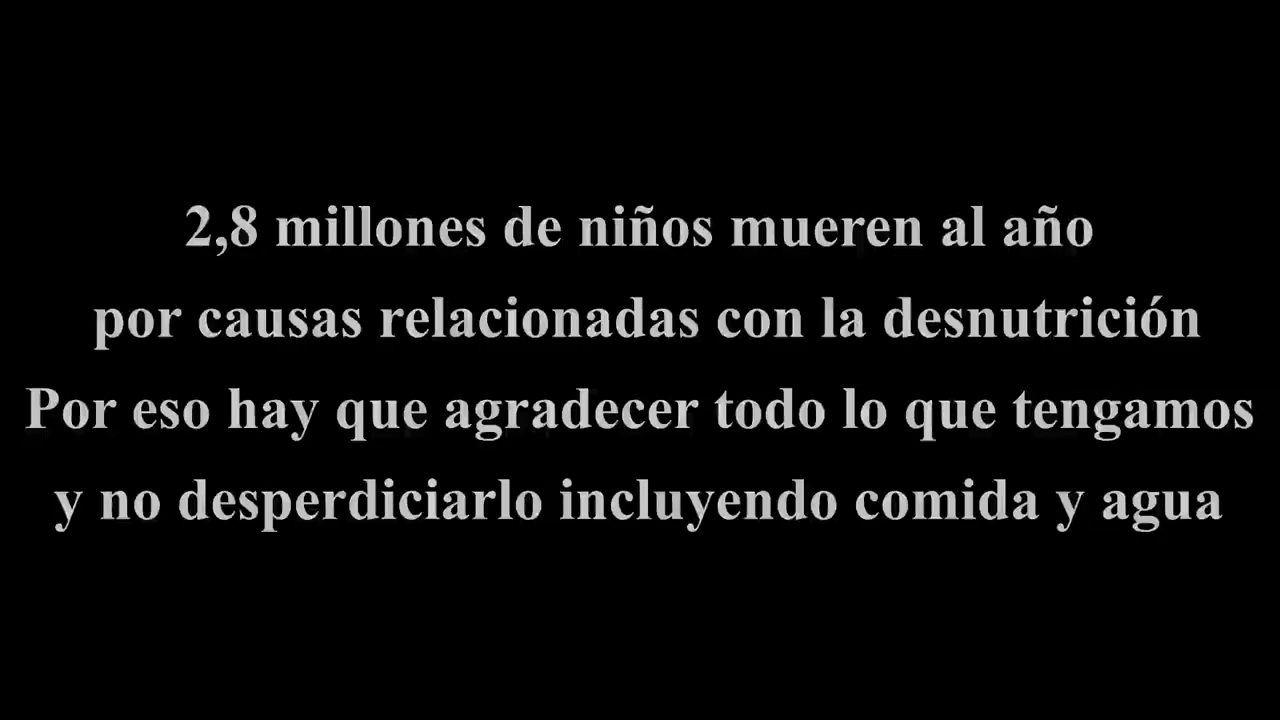 2,8 millones de niños mueren al año
por causas relacionadas con la desnutrición
Por eso hay que agradecer todo lo que tengamos
y no desperdiciarlo incluyendo comida y agua